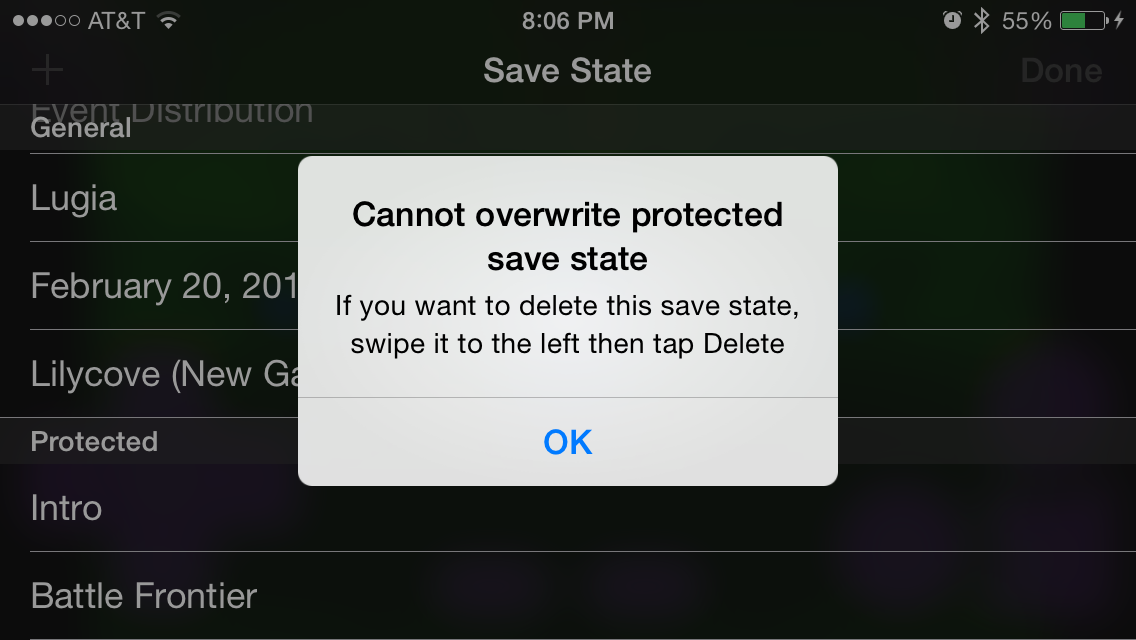 AT&T 8:06 PM 55%
Save State Done
Event Distribution
General
Lugia
February 20, 201
Lilycove (New Ga
Cannot overwrite protected
save state
If you want to delete this save state,
swipe it to the left then tap Delete
OK
Protected
Intro
Battle Frontier